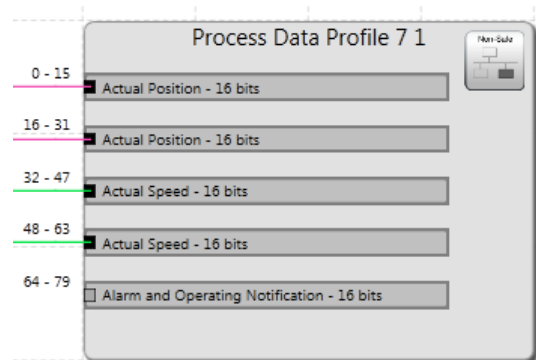 Process Data Profile 7 1
Non-Safe
0 - 15
Actual Position - 16 bits
16 - 31
Actual Position - 16 bits
32 - 47
Actual Speed - 16 bits
48 - 63
Actual Speed - 16 bits
64 - 79
Alarm and Operating Notification - 16 bits